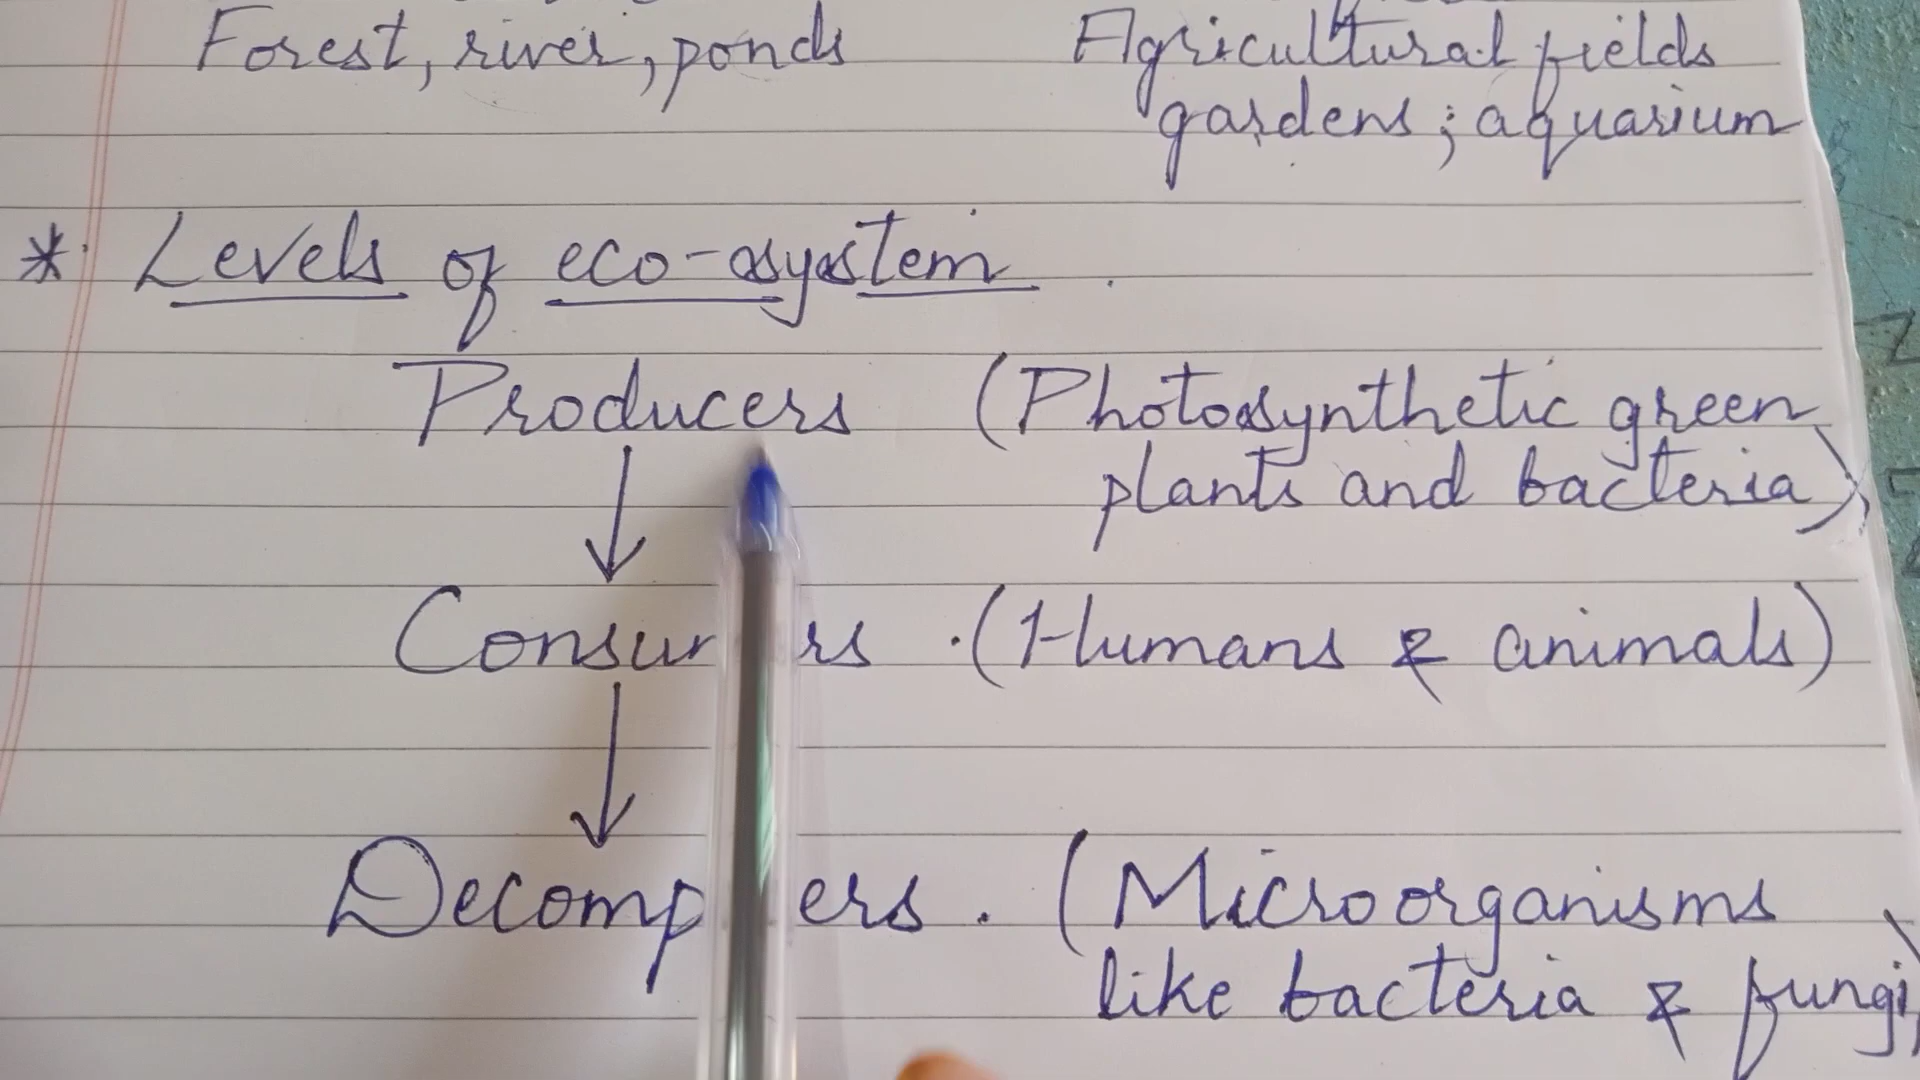 Forest, river, ponds Agricultural fields
gardens; aquarium
* Levels of eco-system
Producers (Photosynthetic green
plants and bacteria)
(Humans & animals)
(Microorganisms
like bacteria & fungi)